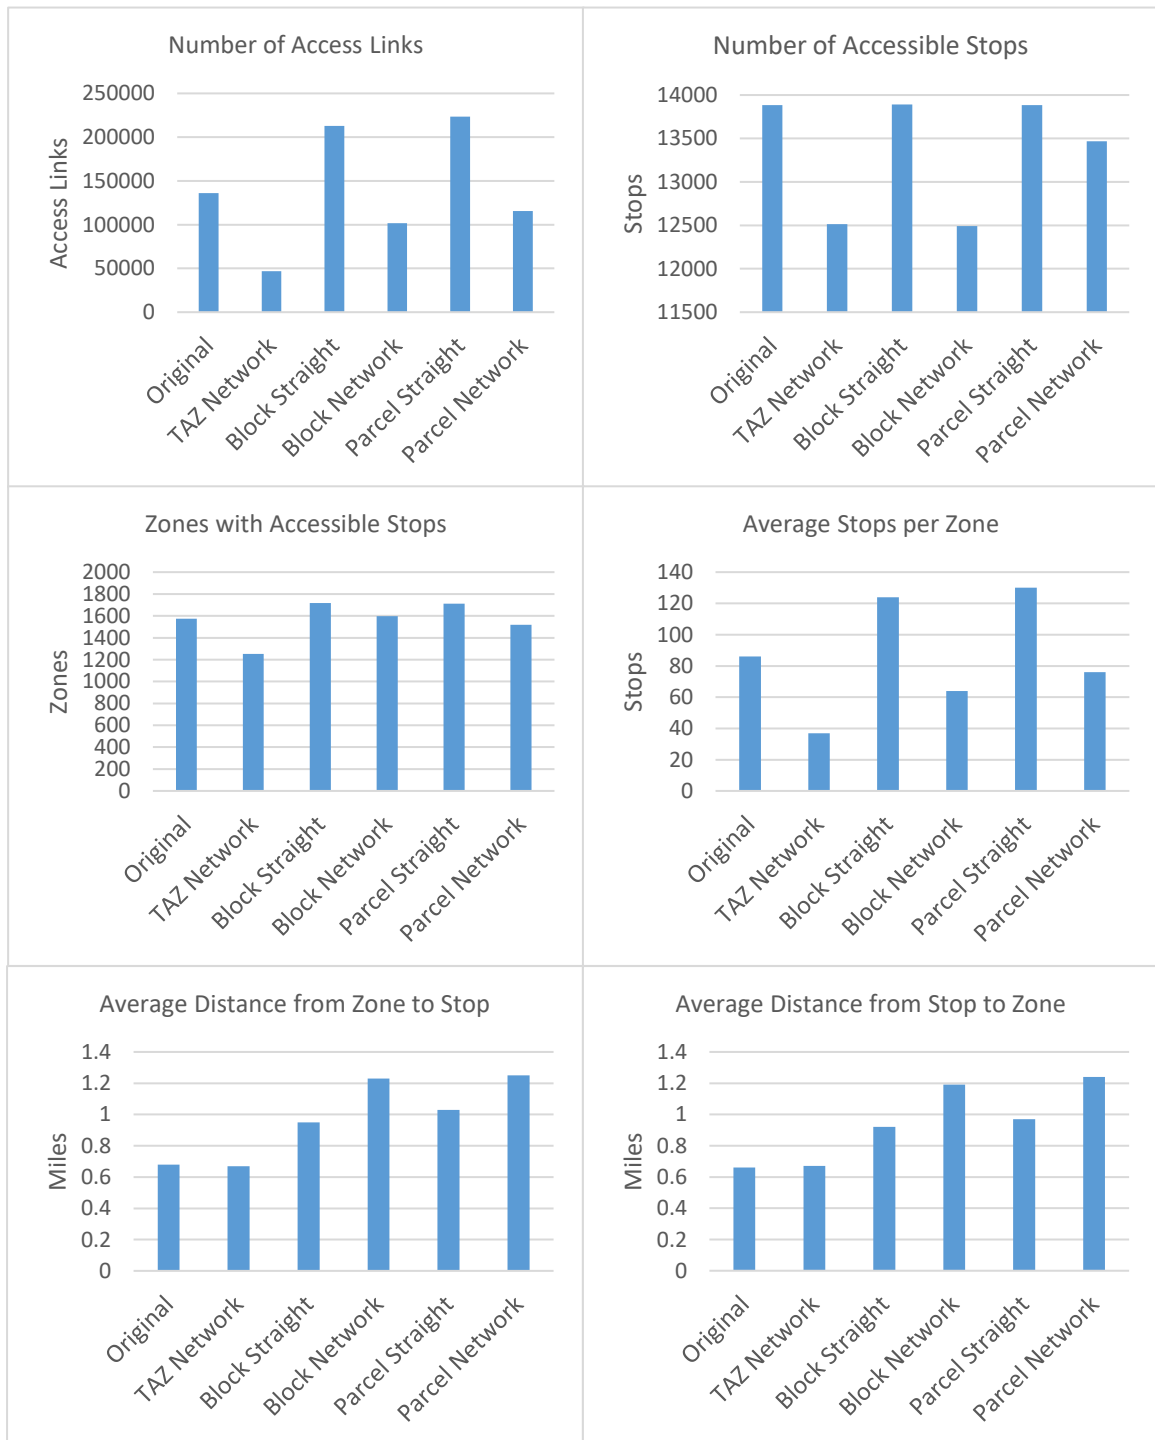 Number of Access Links
Access Links
250000
200000
150000
100000
50000
0
Original
TAZ Network
Block Straight
Block Network
Parcel Straight
Parcel Network
Number of Accessible Stops
Stops
14000
13500
13000
12500
12000
11500
Original
TAZ Network
Block Straight
Block Network
Parcel Straight
Parcel Network
Zones with Accessible Stops
Zones
2000
1800
1600
1400
1200
1000
800
600
400
200
0
Original
TAZ Network
Block Straight
Block Network
Parcel Straight
Parcel Network
Average Stops per Zone
Stops
140
120
100
80
60
40
20
0
Original
TAZ Network
Block Straight
Block Network
Parcel Straight
Parcel Network
Average Distance from Zone to Stop
Miles
1.4
1.2
1
0.8
0.6
0.4
0.2
0
Original
TAZ Network
Block Straight
Block Network
Parcel Straight
Parcel Network
Average Distance from Stop to Zone
Miles
1.4
1.2
1
0.8
0.6
0.4
0.2
0
Original
TAZ Network
Block Straight
Block Network
Parcel Straight
Parcel Network